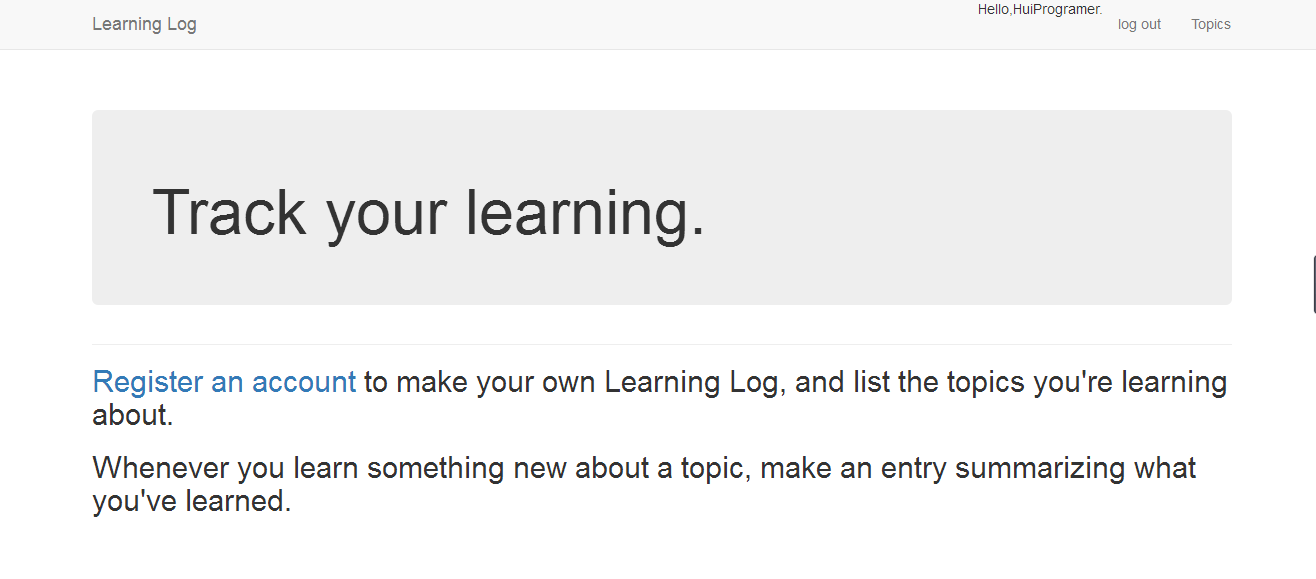 Learning Log
Hello,HuiProgramer.
log out
Topics
Track your learning.
Register an account to make your own Learning Log, and list the topics you're learning
about.
Whenever you learn something new about a topic, make an entry summarizing what
you've learned.